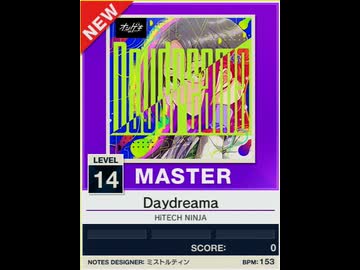 NEW
オンゲキ
Daydreama
LEVEL
14
MASTER
Daydreama
HiTECH NINJA
SCORE: 0
NOTES DESIGNER: ミストルティン BPM: 153